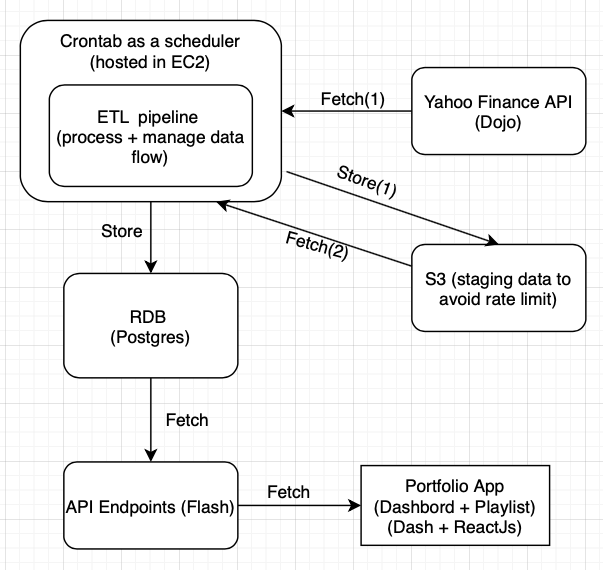 Crontab as a scheduler
(hosted in EC2)
ETL pipeline
(process + manage data
flow)
Fetch(1)
Yahoo Finance API
(Dojo)
Store(1)
Fetch(2)
Store
S3 (staging data to
avoid rate limit)
RDB
(Postgres)
Fetch
API Endpoints (Flash)
Fetch
Portfolio App
(Dashbord + Playlist)
(Dash + ReactJs)